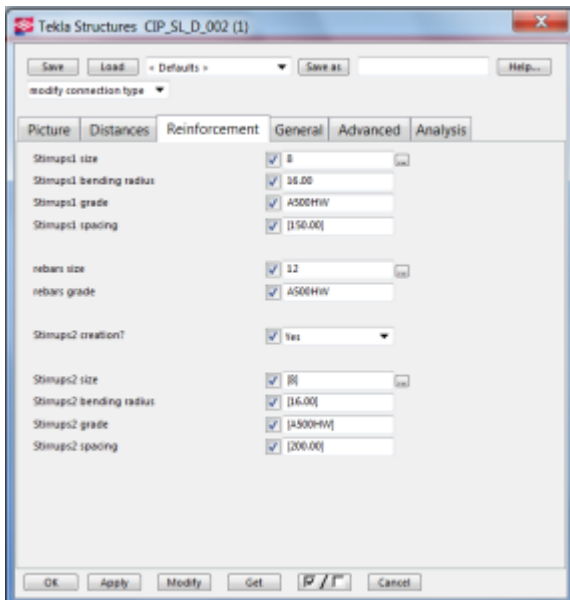 Tekla Structures CIP_SL_D_002 (1)
Save Load < Defaults > Save as Help...
modify connection type
Picture Distances Reinforcement General Advanced Analysis
Stirrups1 size 8 ...
Stirrups1 bending radius 16.00
Stirrups1 grade A500HW
Stirrups1 spacing [150.00]
rebars size 12 ...
rebars grade A500HW
Stirrups2 creation? Yes
Stirrups2 size [8] ...
Stirrups2 bending radius [16.00]
Stirrups2 grade [A500HW]
Stirrups2 spacing [200.00]
OK Apply Modify Get / Cancel